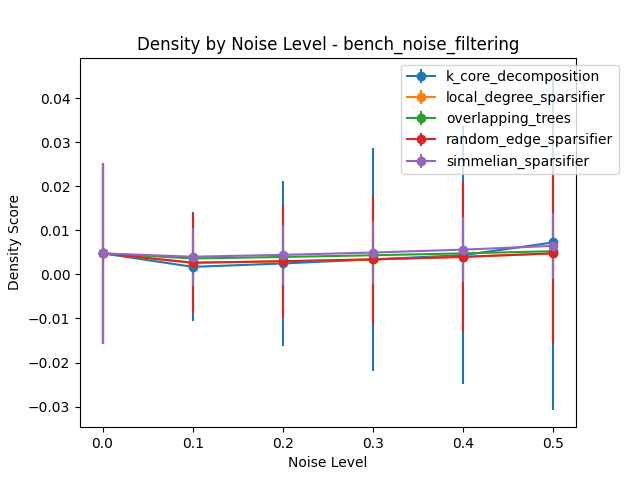 Density by Noise Level - bench_noise_filtering
k_core_decomposition
local_degree_sparsifier
overlapping_trees
random_edge_sparsifier
simmelian_sparsifier
Density Score
0.04
0.03
0.02
0.01
0.00
−0.01
−0.02
−0.03
0.0 0.1 0.2 0.3 0.4 0.5
Noise Level